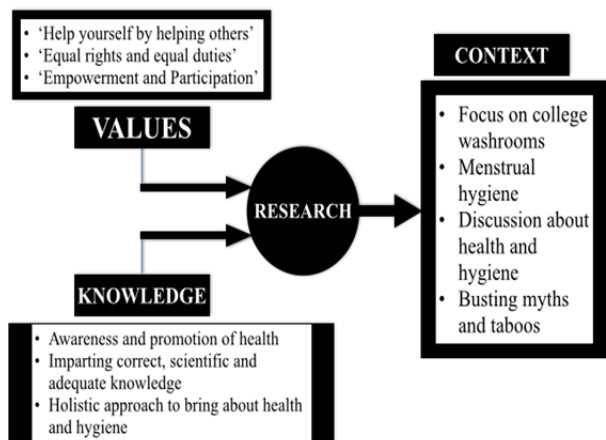 • ‘Help yourself by helping others’
• ‘Equal rights and equal duties’
• ‘Empowerment and Participation’
VALUES
RESEARCH
KNOWLEDGE
• Awareness and promotion of health
• Imparting correct, scientific and
adequate knowledge
• Holistic approach to bring about health
and hygiene
CONTEXT
• Focus on college
washrooms
• Menstrual
hygiene
• Discussion about
health and
hygiene
• Busting myths
and taboos